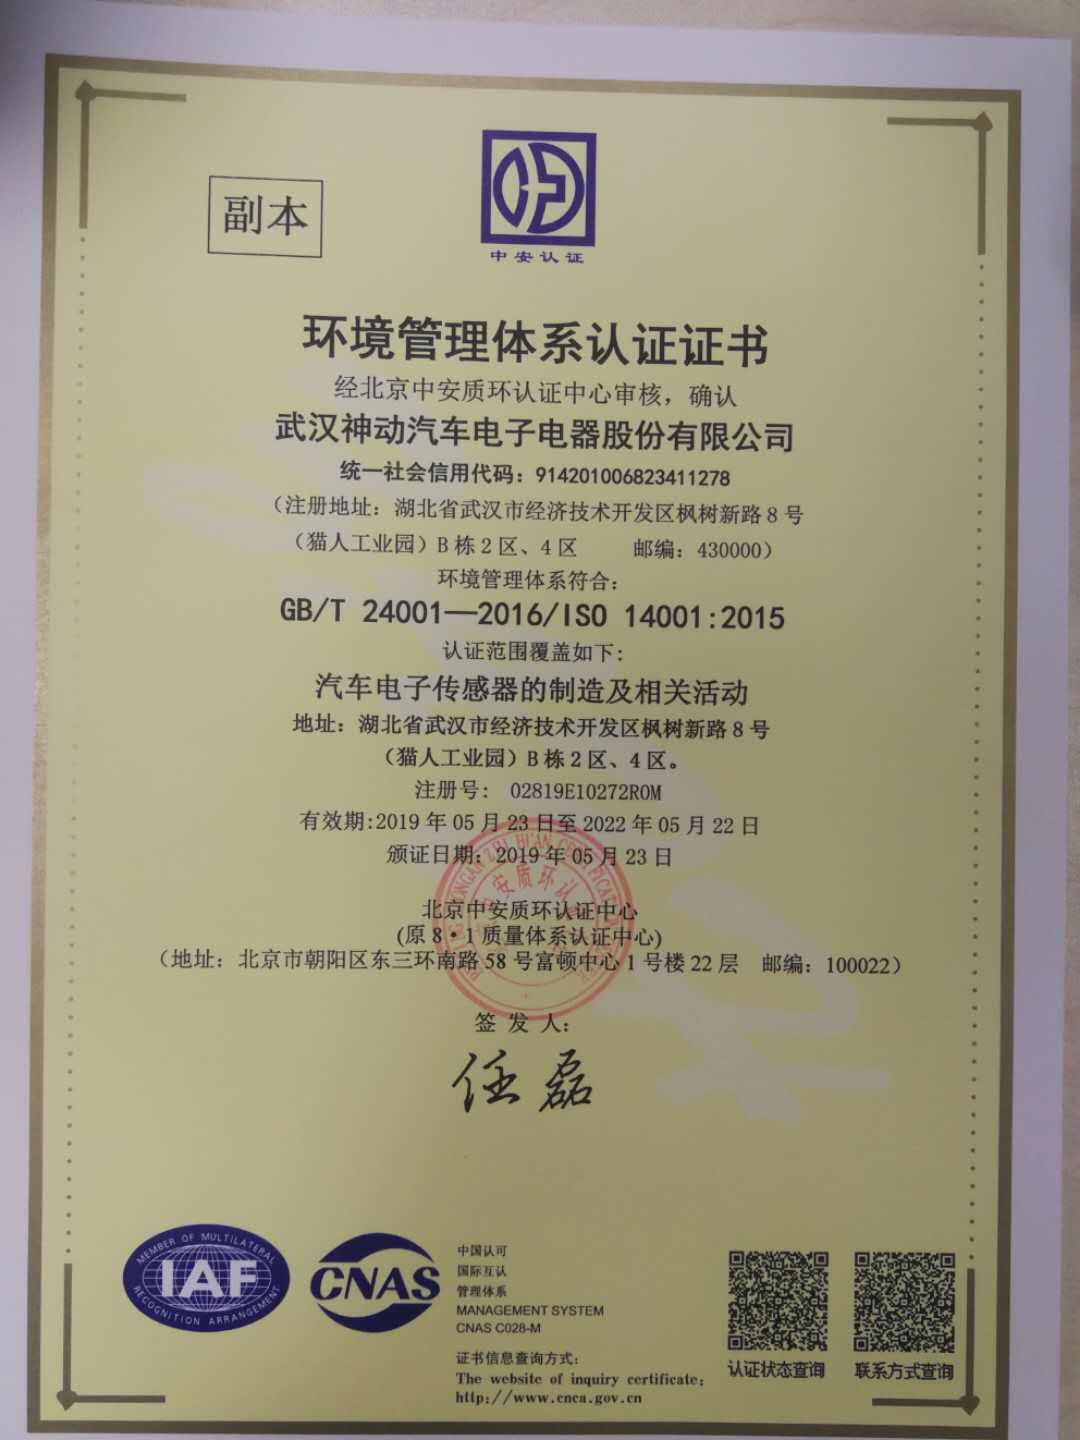 副本
中安认证
环境管理体系认证证书
经北京中安质环认证中心审核，确认
武汉神动汽车电子电器股份有限公司
统一社会信用代码：914201006823411278
（注册地址：湖北省武汉市经济技术开发区枫树新路8号
（猫人工业园）B栋2区、4区 邮编：430000）
环境管理体系符合：
GB/T 24001—2016/ISO 14001:2015
认证范围覆盖如下：
汽车电子传感器的制造及相关活动
地址：湖北省武汉市经济技术开发区枫树新路8号
（猫人工业园）B栋2区、4区。
注册号： 02819E10272R0M
有效期:2019年05月23日至2022年05月22日
颁证日期：2019年05月23日
北京中安质环认证中心
(原8·1质量体系认证中心)
（地址：北京市朝阳区东三环南路58号富顿中心1号楼22层 邮编：100022）
签发人：
任磊
MEMBER OF MULTILATERAL
IAF
RECOGNITION ARRANGEMENT
CNAS
中国认可
国际互认
管理体系
MANAGEMENT SYSTEM
CNAS C028-M
证书信息查询方式：
The website of inquiry certificate:
http://www.cnca.gov.cn
认证状态查询
联系方式查询